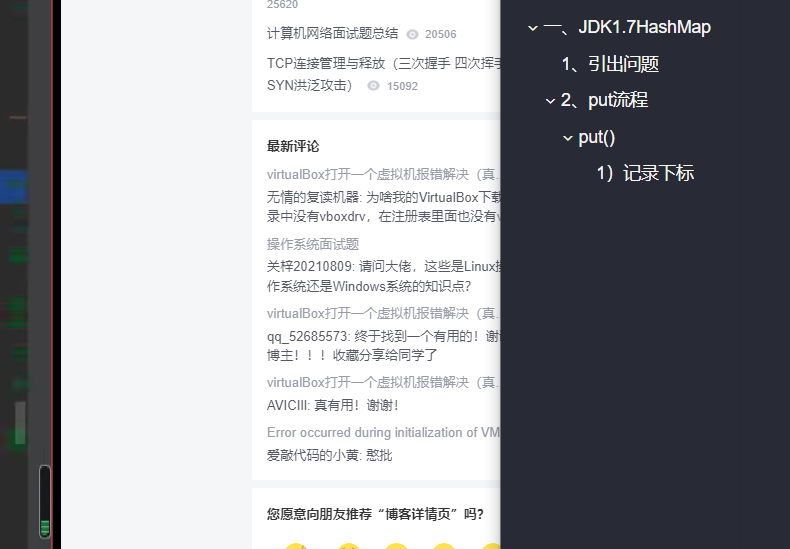 25620
计算机网络面试题总结 20506
TCP连接管理与释放（三次握手 四次挥手
SYN洪泛攻击） 15092
最新评论
virtualBox打开一个虚拟机报错解决（真...
无情的复读机器: 为啥我的VirtualBox下载
录中没有vboxdrv，在注册表里面也没有v
操作系统面试题
关梓20210809: 请问大佬，这些是Linux操
作系统还是Windows系统的知识点？
virtualBox打开一个虚拟机报错解决（真...
qq_52685573: 终于找到一个有用的！谢谢
博主！！！收藏分享给同学了
virtualBox打开一个虚拟机报错解决（真...
AVICIII: 真有用！谢谢！
Error occurred during initialization of VM
爱敲代码的小黄: 憨批
您愿意向朋友推荐“博客详情页”吗？
一、JDK1.7HashMap
1、引出问题
2、put流程
put()
1）记录下标